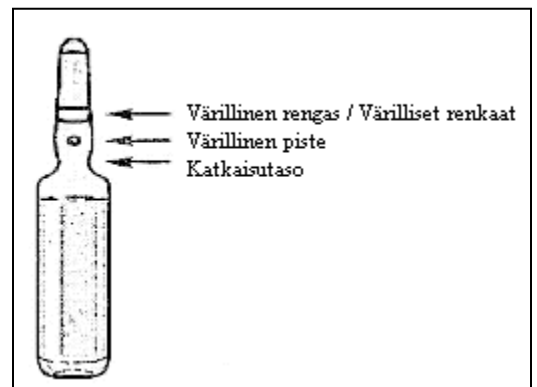 Värillinen rengas / Värilliset renkaat
Värillinen piste
Katkaisutaso